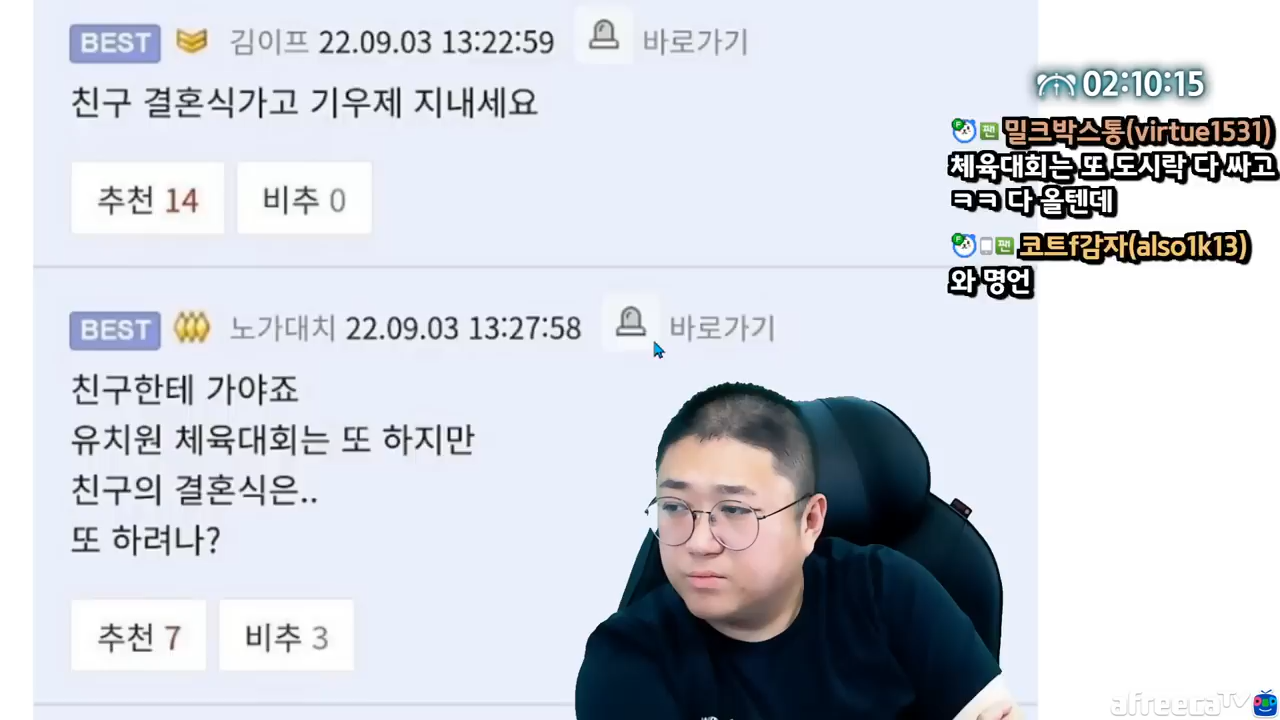 BEST 김이프 22.09.03 13:22:59 바로가기
친구 결혼식가고 기우제 지내세요
추천 14 비추 0
BEST 노가대치 22.09.03 13:27:58 바로가기
친구한테 가야죠
유치원 체육대회는 또 하지만
친구의 결혼식은..
또 하려나?
추천 7 비추 3
02:10:15
팬 밀크박스통(virtue1531)
체육대회는 또 도시락 다 싸고
ㅋㅋ 다 올텐데
팬 코트f감자(also1k13)
와 명언
afreecaTV